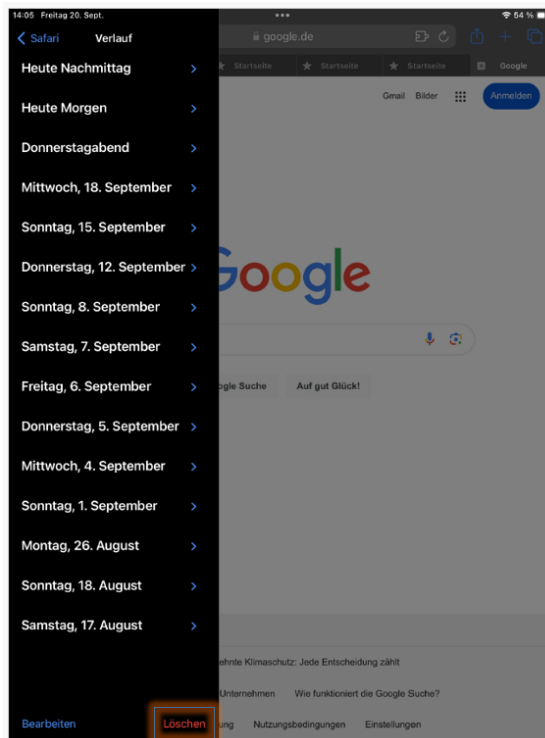 14:05 Freitag 20. Sept.
54 %
Safari
Verlauf
google.de
Startseite
Startseite
Startseite
Google
Gmail
Bilder
Anmelden
Heute Nachmittag
Heute Morgen
Donnerstagabend
Mittwoch, 18. September
Sonntag, 15. September
Donnerstag, 12. September
Sonntag, 8. September
Samstag, 7. September
Freitag, 6. September
Donnerstag, 5. September
Mittwoch, 4. September
Sonntag, 1. September
Montag, 26. August
Sonntag, 18. August
Samstag, 17. August
Bearbeiten
Löschen
Google
ogle Suche
Auf gut Glück!
ehnte Klimaschutz: Jede Entscheidung zählt
Unternehmen
Wie funktioniert die Google Suche?
ung
Nutzungsbedingungen
Einstellungen